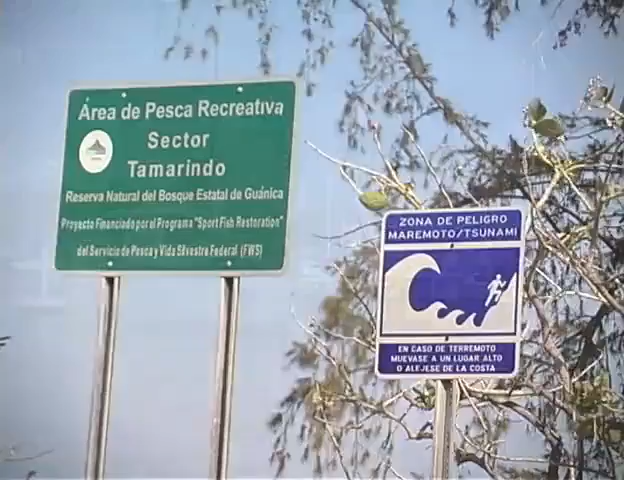 Área de Pesca Recreativa
Sector
Tamarindo
Reserva Natural del Bosque Estatal de Guánica
Proyecto Financiado por el Programa "Sport Fish Restoration"
del Servicio de Pesca y Vida Silvestre Federal (FWS)
ZONA DE PELIGRO
MAREMOTO/TSUNAMI
EN CASO DE TERREMOTO
MUEVASE A UN LUGAR ALTO
O ALEJESE DE LA COSTA